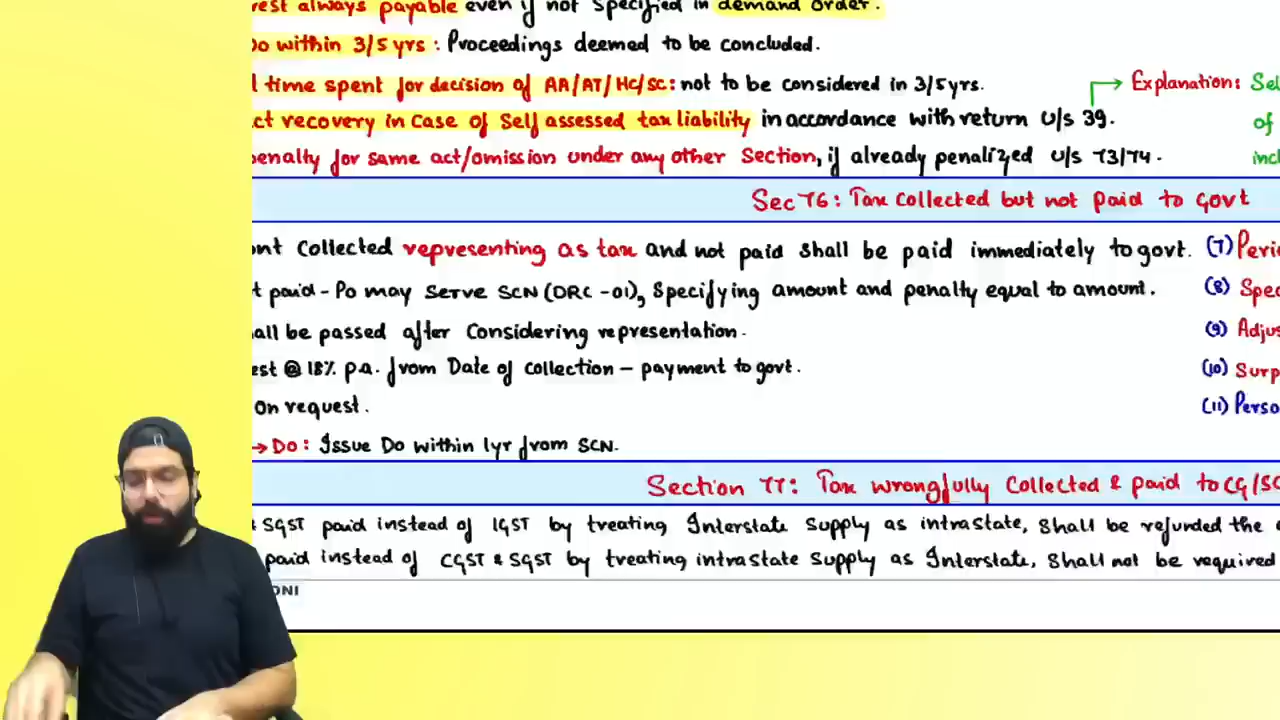 rest always payable even if not specified in demand order.
Do within 3/5 yrs : Proceedings deemed to be concluded.
time spent for decision of AA/AT/HC/SC: not to be considered in 3/5yrs.
Explanation: Sel
ct recovery in case of Self assessed tax liability in accordance with return U/s 39.
of
penalty for same act/omission under any other Section, if already penalized U/s 73/74.
incl
Sec 76: Tax collected but not paid to govt
ont collected representing as tax and not paid shall be paid immediately to govt.
(7) Peri
t paid - PO may serve SCN (DRC -01), Specifying amount and penalty equal to amount.
(8) Spec
all be passed after Considering representation.
(9) Adjus
est @ 18% p.a. from Date of collection – payment to govt.
(10) Surp
On request.
(11) Perso
→ Do: Issue Do within 1yr from SCN.
Section 77: Tax wrongfully collected & paid to CG/SG
& SGST paid instead of IGST by treating Interstate Supply as intrastate, Shall be refunded the
paid instead of CGST & SGST by treating intrastate supply as Interstate, Shall not be required
ONI